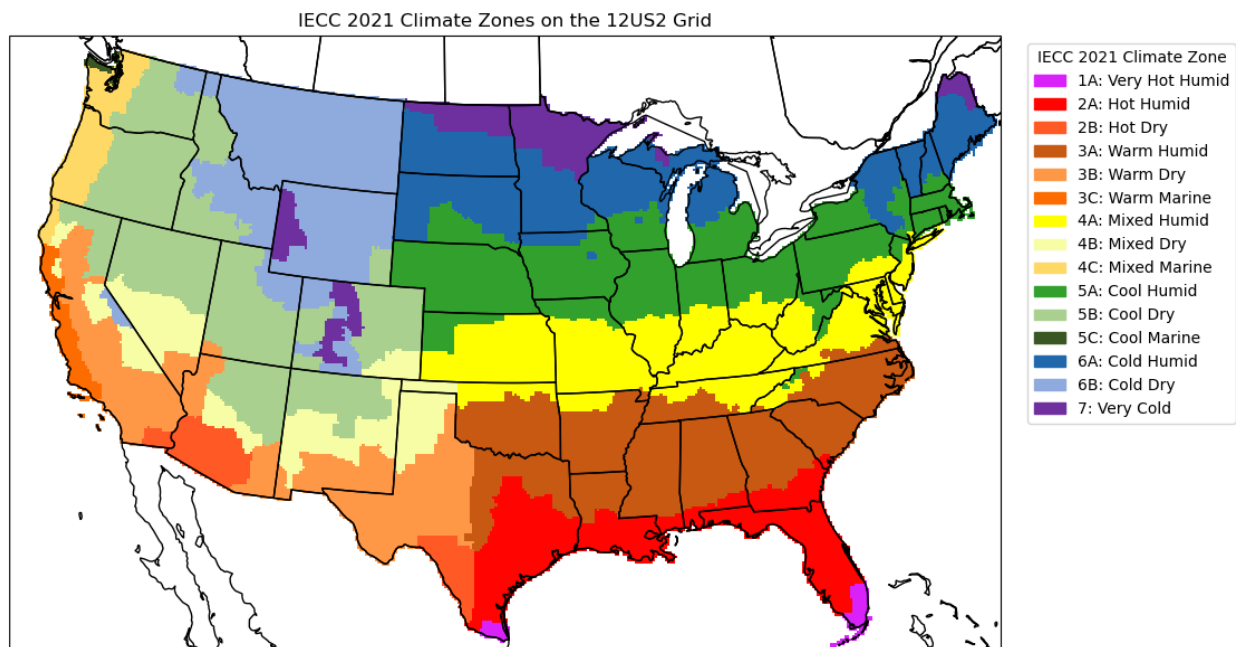 IECC 2021 Climate Zones on the 12US2 Grid
IECC 2021 Climate Zone
1A: Very Hot Humid
2A: Hot Humid
2B: Hot Dry
3A: Warm Humid
3B: Warm Dry
3C: Warm Marine
4A: Mixed Humid
4B: Mixed Dry
4C: Mixed Marine
5A: Cool Humid
5B: Cool Dry
5C: Cool Marine
6A: Cold Humid
6B: Cold Dry
7: Very Cold